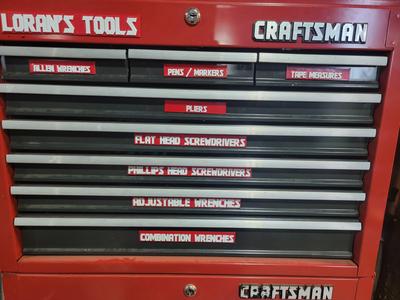 LORAN'S TOOLS
CRAFTSMAN
ALLEN WRENCHES
PENS / MARKERS
TAPE MEASURES
PLIERS
FLAT HEAD SCREWDRIVERS
PHILLIPS HEAD SCREWDRIVERS
ADJUSTABLE WRENCHES
COMBINATION WRENCHES
CRAFTSMAN